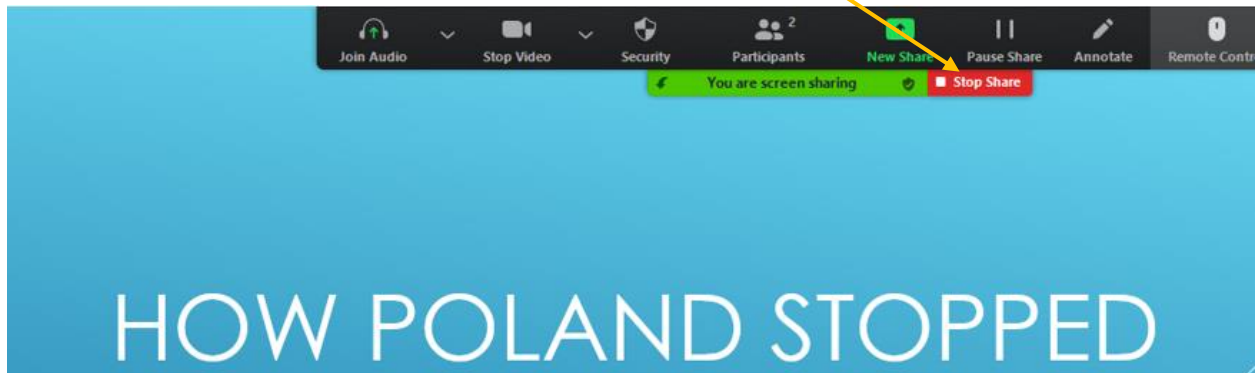 2
Join Audio Stop Video Security Participants New Share Pause Share Annotate Remote Contr
You are screen sharing Stop Share
HOW POLAND STOPPED